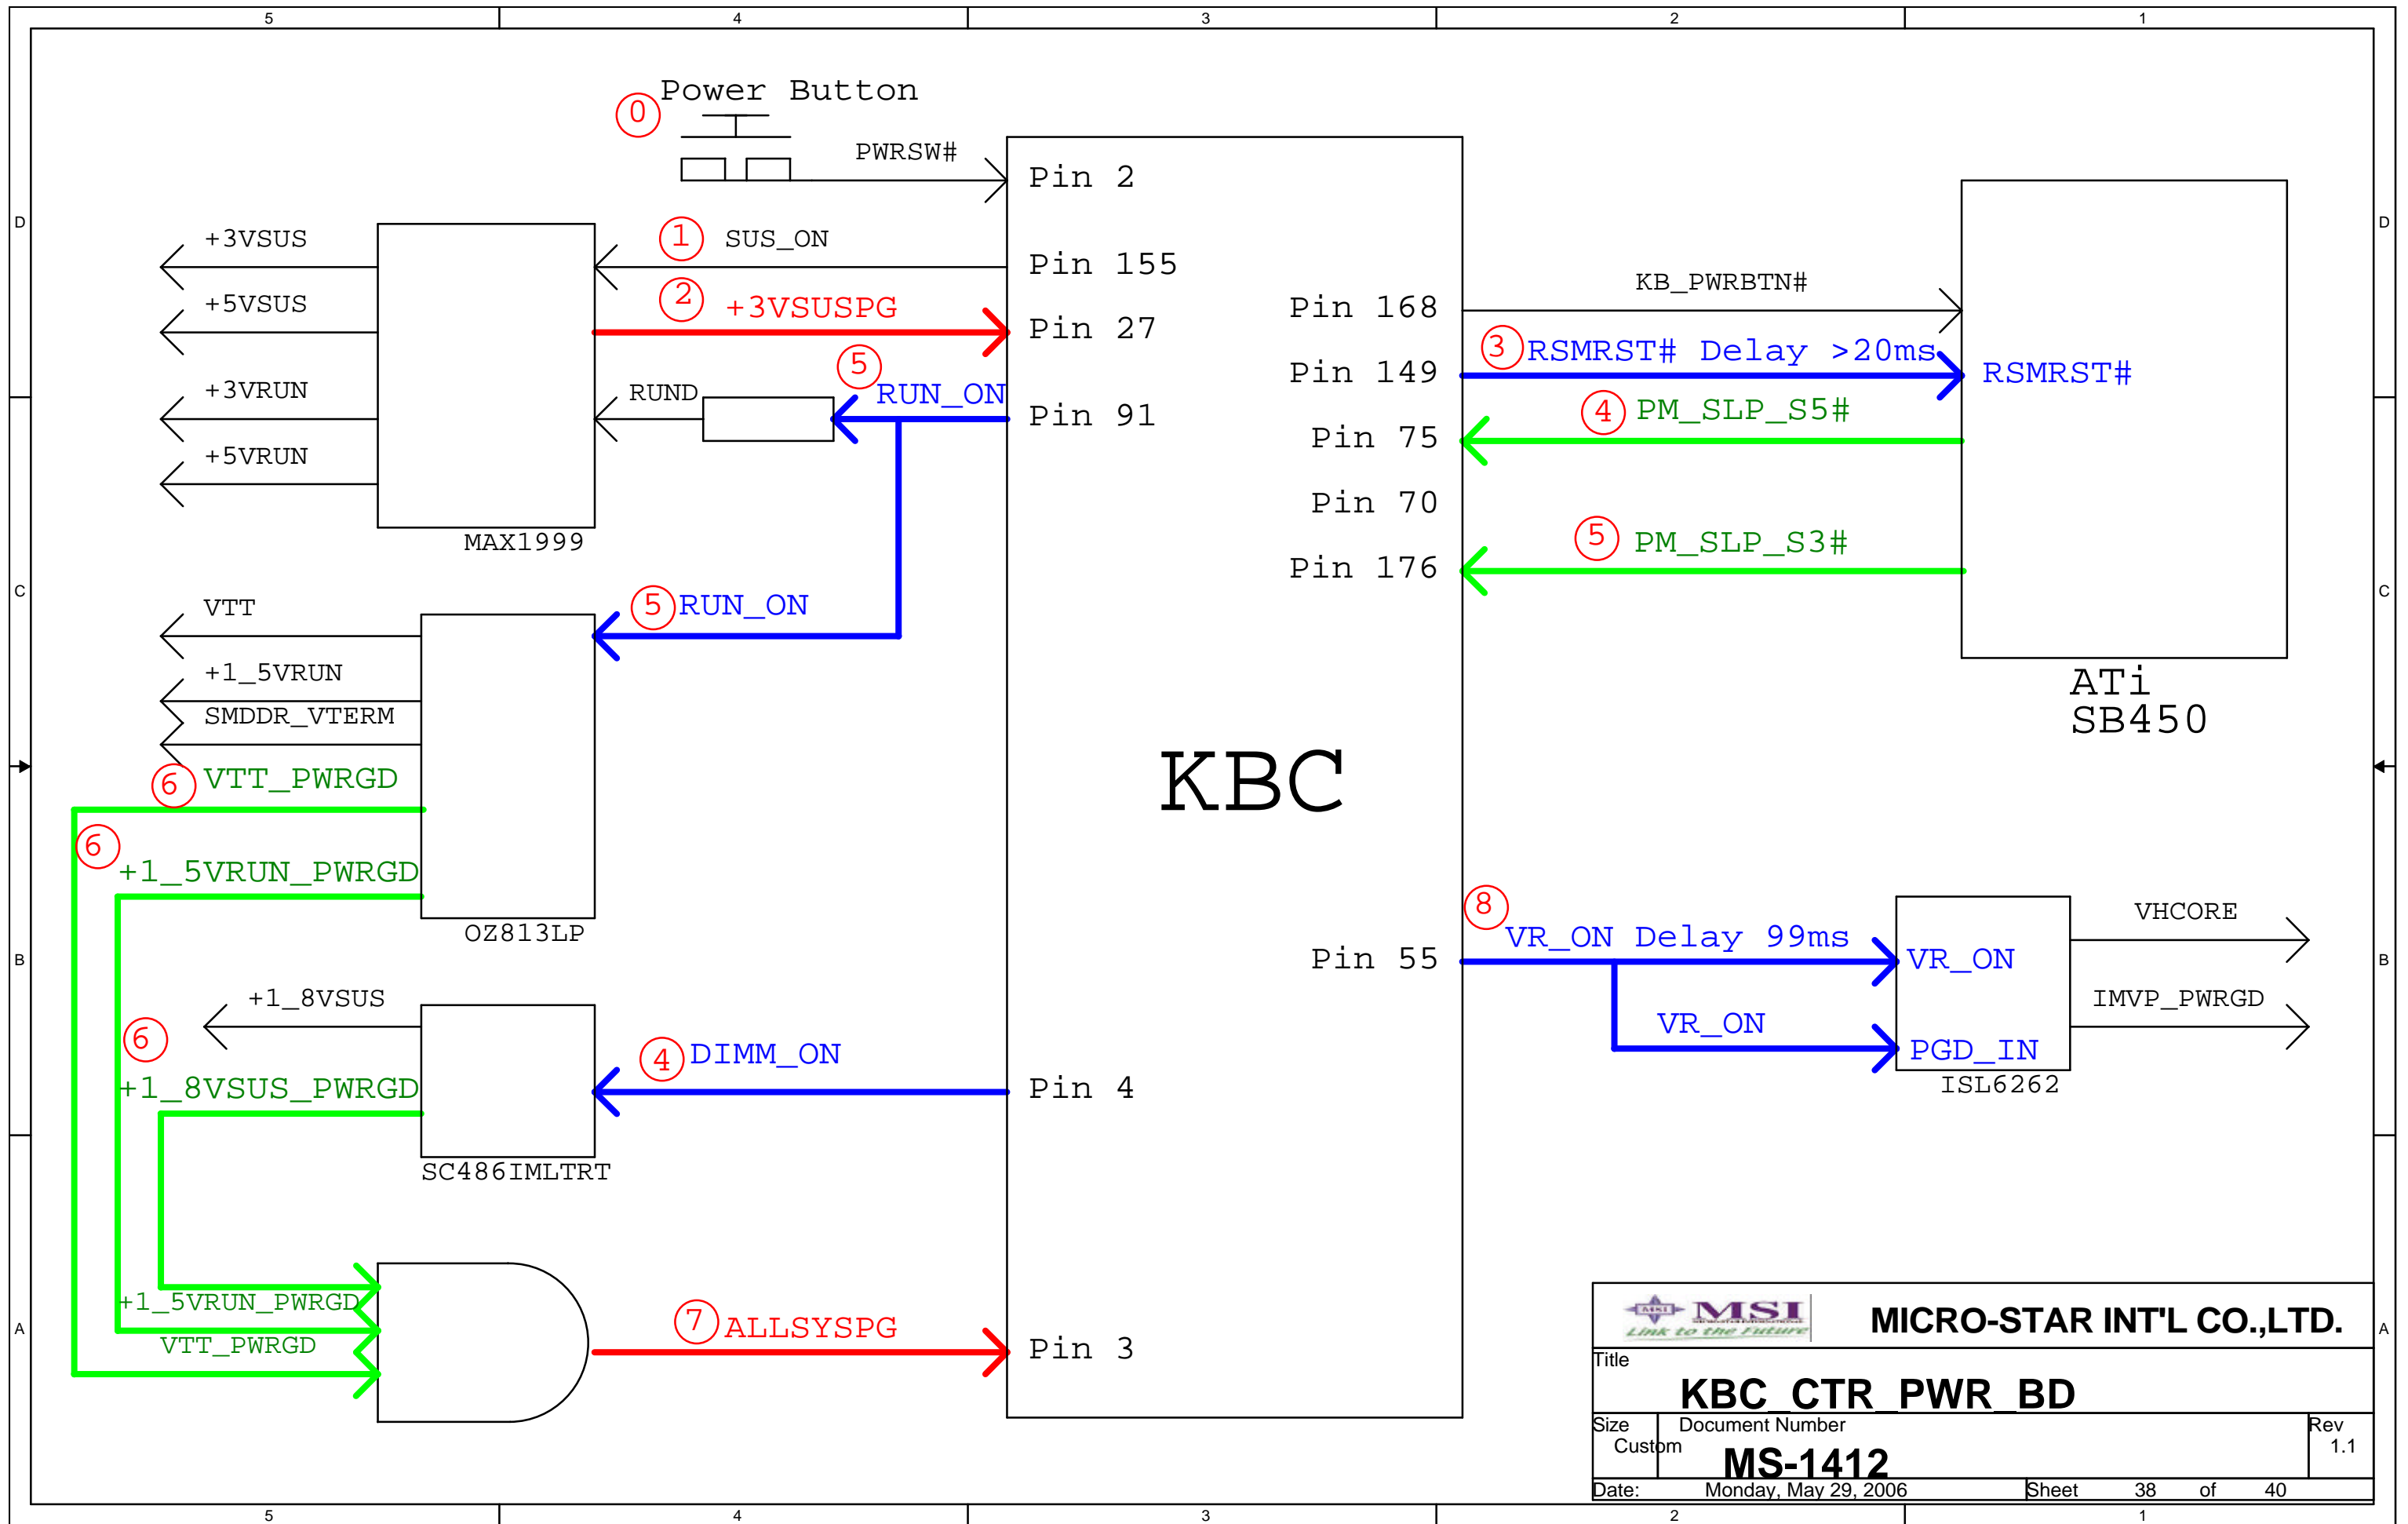 5 4 3 2 1
Power Button
0
PWRSW#
Pin 2
D D
+3VSUS
1 SUS_ON
Pin 155
KB_PWRBTN#
+5VSUS
2 +3VSUSPG
Pin 27
Pin 168
3 RSMRST# Delay >20ms
Pin 149
RSMRST#
+3VRUN
RUND
5 RUN_ON
Pin 91
4 PM_SLP_S5#
Pin 75
+5VRUN
Pin 70
MAX1999
5 PM_SLP_S3#
Pin 176
C C
VTT
5 RUN_ON
+1_5VRUN
SMDDR_VTERM
ATi
SB450
6 VTT_PWRGD
KBC
6
+1_5VRUN_PWRGD
OZ813LP
8
VR_ON Delay 99ms
Pin 55
VR_ON
VHCORE
B B
+1_8VSUS
IMVP_PWRGD
VR_ON
PGD_IN
ISL6262
6
4 DIMM_ON
Pin 4
+1_8VSUS_PWRGD
SC486IMLTRT
+1_5VRUN_PWRGD
VTT_PWRGD
7 ALLSYSPG
Pin 3
A A
MSI
Link to the Future
MICRO-STAR INT'L CO.,LTD.
Title
KBC_CTR_PWR_BD
Size Document Number Rev
Custom
MS-1412
1.1
Date: Monday, May 29, 2006 Sheet 38 of 40
5 4 3 2 1